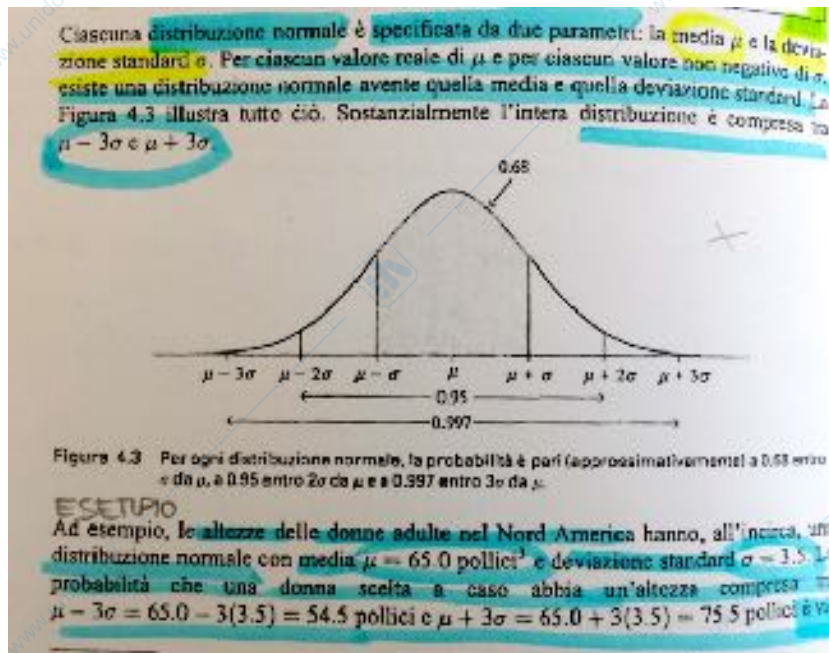 Ciascuna distribuzione normale è specificata da due parametri: la media μ e la devia-
zione standard σ. Per ciascun valore reale di μ e per ciascun valore non negativo di σ,
esiste una distribuzione normale avente quella media e quella deviazione standard. La
Figura 4.3 illustra tutto ciò. Sostanzialmente l'intera distribuzione è compresa tra
μ − 3σ e μ + 3σ.
0.68
μ − 3σ μ − 2σ μ − σ μ μ + σ μ + 2σ μ + 3σ
0.95
0.997
Figura 4.3 Per ogni distribuzione normale, la probabilità è pari (approssimativamente) a 0.68 entro
σ da μ, a 0.95 entro 2σ da μ e a 0.997 entro 3σ da μ.
ESEMPIO
Ad esempio, le altezze delle donne adulte nel Nord America hanno, all'incirca,
distribuzione normale con media μ = 65.0 pollici³ e deviazione standard σ = 3.5.
probabilità che una donna scelta a caso abbia un'altezza compresa
μ − 3σ = 65.0 − 3(3.5) = 54.5 pollici e μ + 3σ = 65.0 + 3(3.5) = 75.5 pollici è